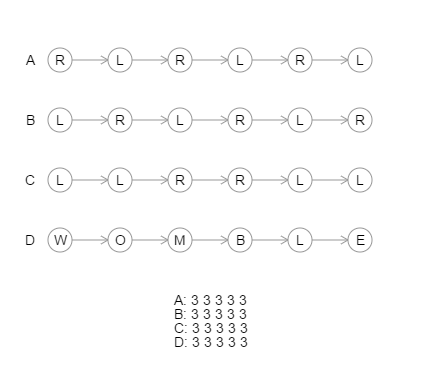 A R L R L R L
B L R L R L R
C L L R R L L
D W O M B L E
A: 3 3 3 3 3
B: 3 3 3 3 3
C: 3 3 3 3 3
D: 3 3 3 3 3